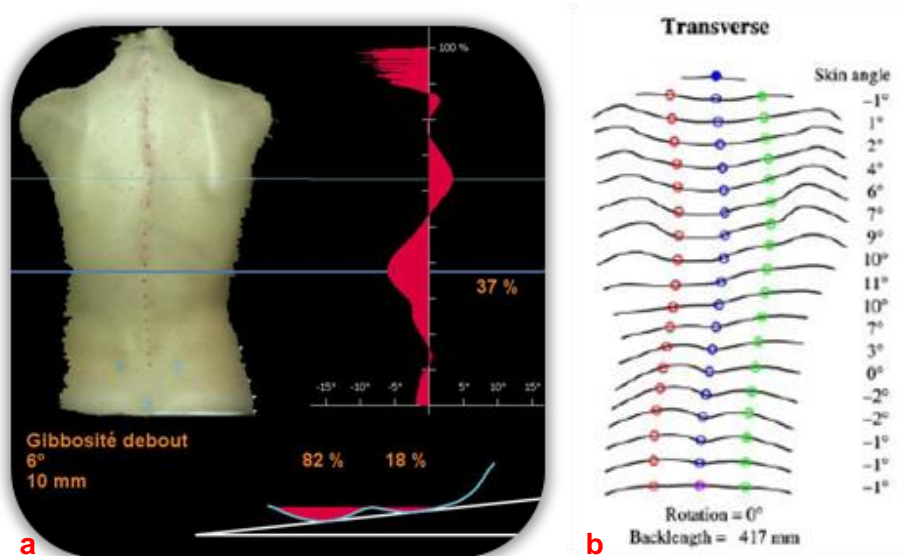 100 %
37 %
-15° -10° -5° 5° 10° 15°
Gibbosité debout
6°
10 mm
82 % 18 %
a
Transverse
Skin angle
-1°
1°
2°
4°
6°
7°
9°
10°
11°
10°
7°
3°
0°
-2°
-2°
-1°
-1°
-1°
Rotation = 0°
Backlength = 417 mm
b